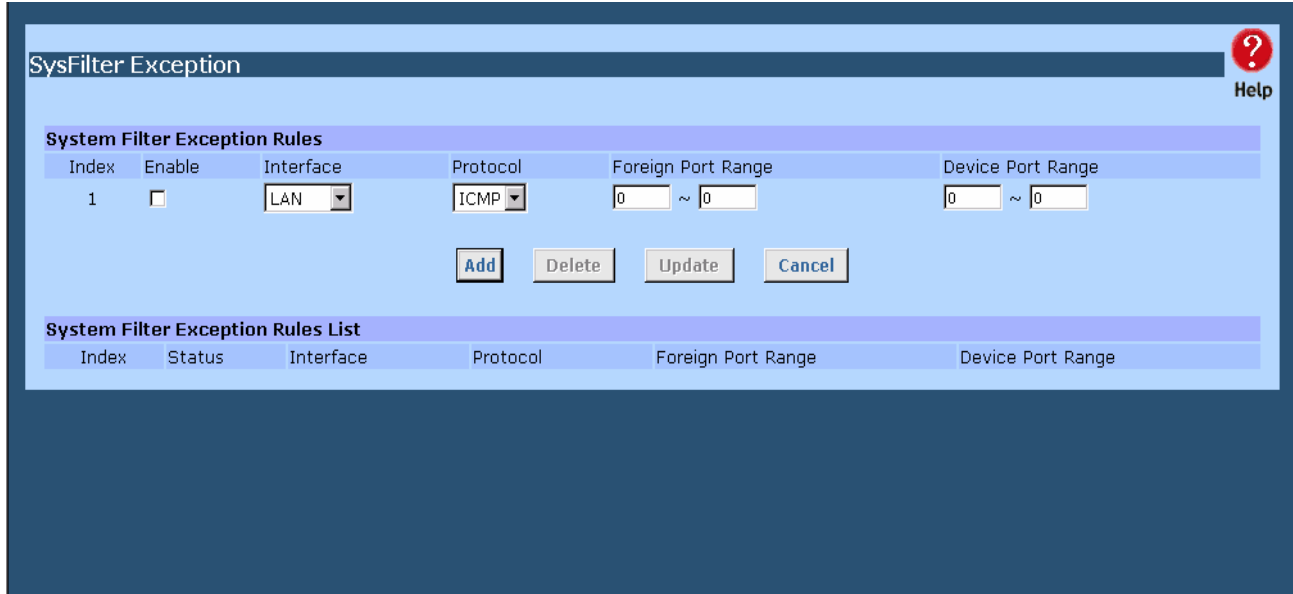 SysFilter Exception
?
Help
System Filter Exception Rules
Index Enable Interface Protocol Foreign Port Range Device Port Range
1 LAN ICMP 0 ~ 0 0 ~ 0
Add Delete Update Cancel
System Filter Exception Rules List
Index Status Interface Protocol Foreign Port Range Device Port Range